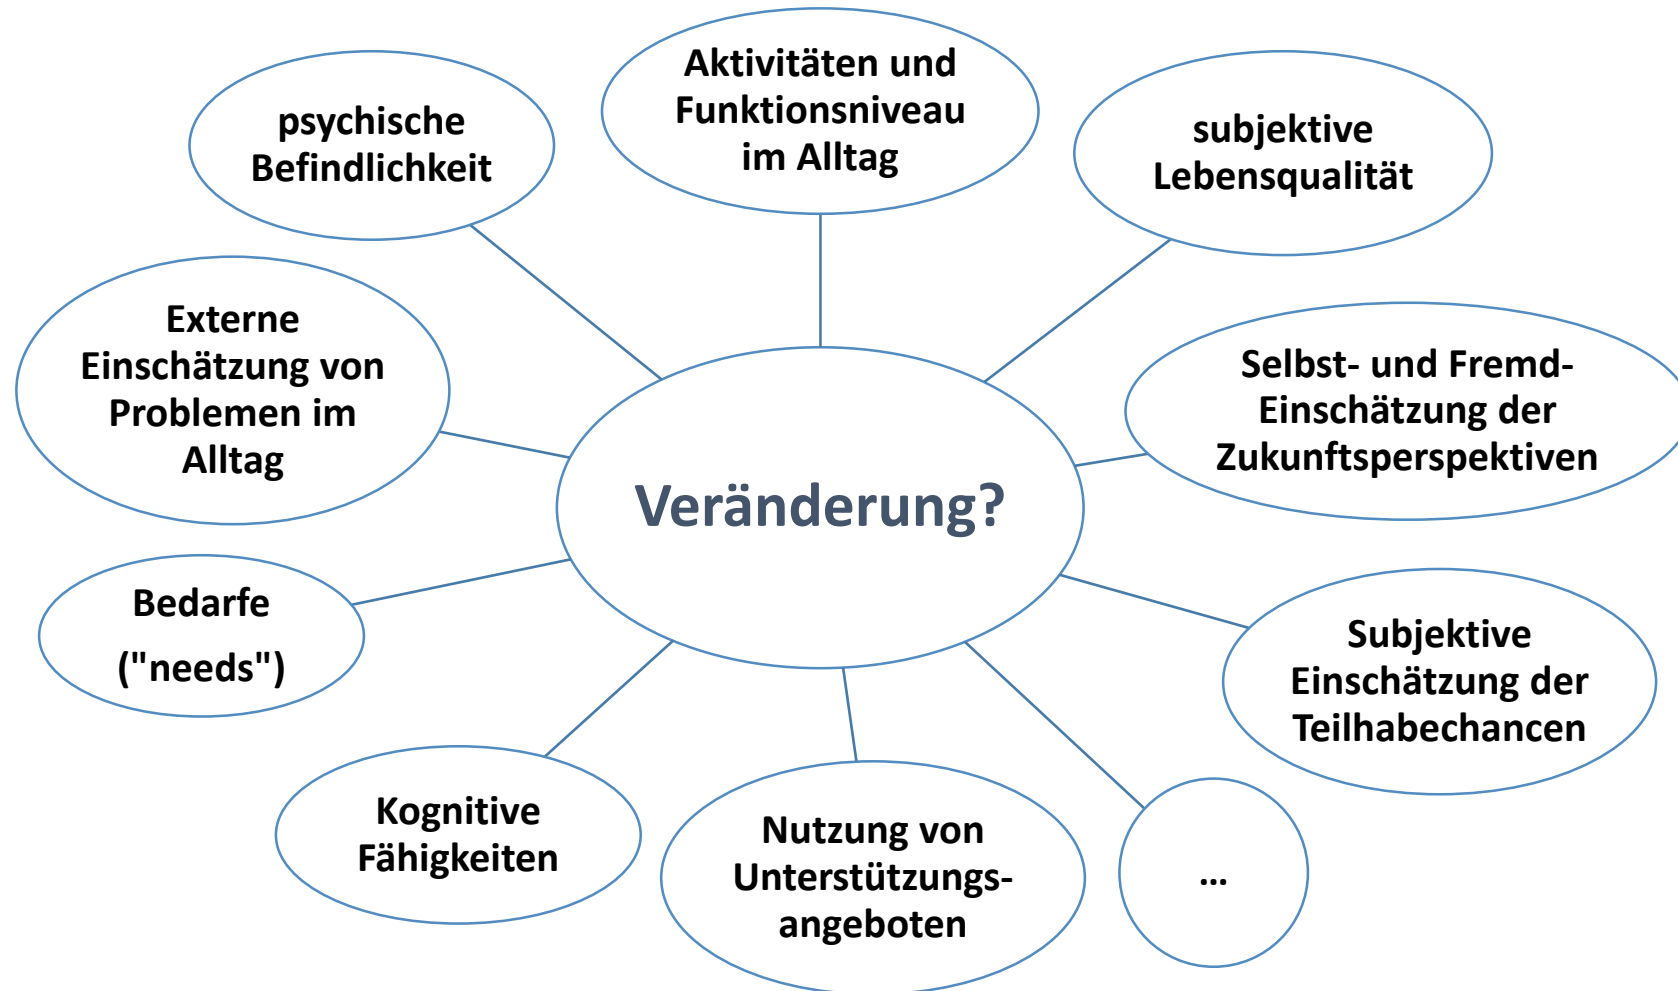 Aktivitäten und
Funktionsniveau
im Alltag
psychische
Befindlichkeit
subjektive
Lebensqualität
Externe
Einschätzung von
Problemen im
Alltag
Selbst- und Fremd-
Einschätzung der
Zukunftsperspektiven
Veränderung?
Bedarfe
("needs")
Subjektive
Einschätzung der
Teilhabechancen
Kognitive
Fähigkeiten
Nutzung von
Unterstützungs-
angeboten
...